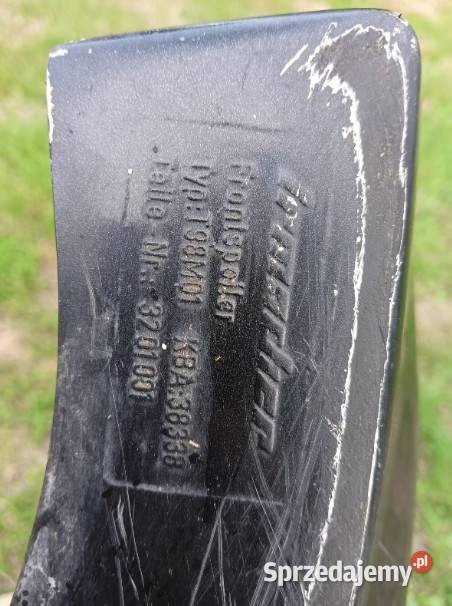 Irmscher
Frontspoiler
Typ:T98M01 KBA:38338
Teile-Nr.: 3201001
Sprzedajemy.pl